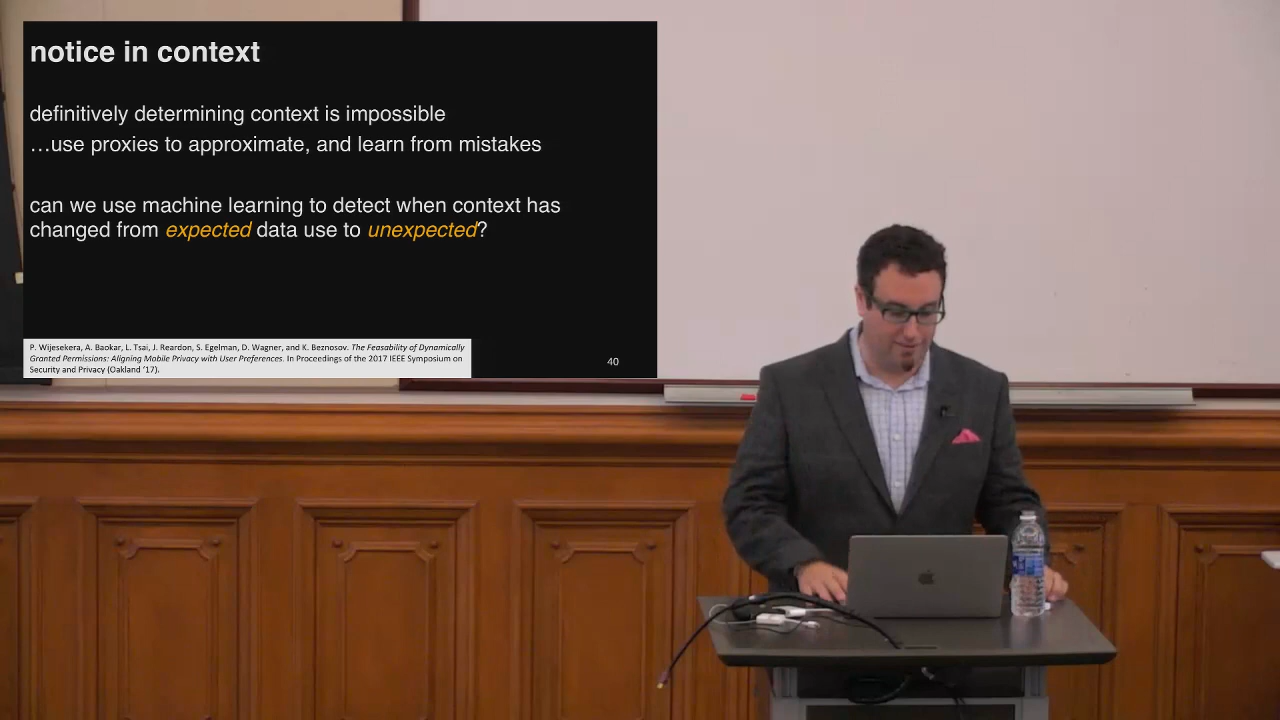 notice in context
definitively determining context is impossible
…use proxies to approximate, and learn from mistakes
can we use machine learning to detect when context has
changed from expected data use to unexpected?
P. Wijesekera, A. Baokar, L. Tsai, J. Reardon, S. Egelman, D. Wagner, and K. Beznosov. The Feasability of Dynamically
Granted Permissions: Aligning Mobile Privacy with User Preferences. In Proceedings of the 2017 IEEE Symposium on
Security and Privacy (Oakland '17).
40